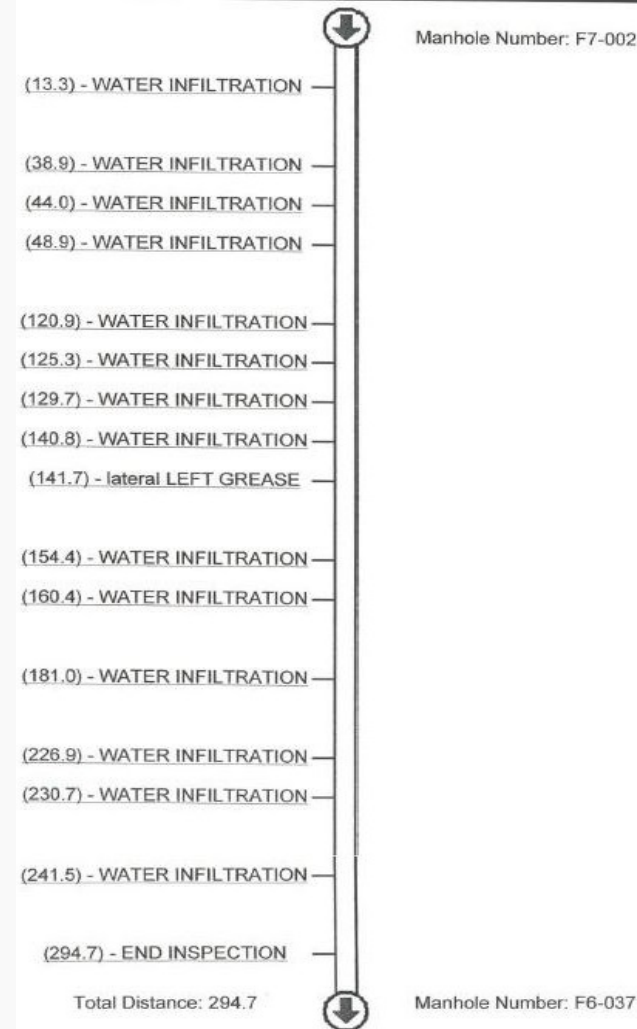 Manhole Number: F7-002
(13.3) - WATER INFILTRATION
(38.9) - WATER INFILTRATION
(44.0) - WATER INFILTRATION
(48.9) - WATER INFILTRATION
(120.9) - WATER INFILTRATION
(125.3) - WATER INFILTRATION
(129.7) - WATER INFILTRATION
(140.8) - WATER INFILTRATION
(141.7) - lateral LEFT GREASE
(154.4) - WATER INFILTRATION
(160.4) - WATER INFILTRATION
(181.0) - WATER INFILTRATION
(226.9) - WATER INFILTRATION
(230.7) - WATER INFILTRATION
(241.5) - WATER INFILTRATION
(294.7) - END INSPECTION
Total Distance: 294.7
Manhole Number: F6-037